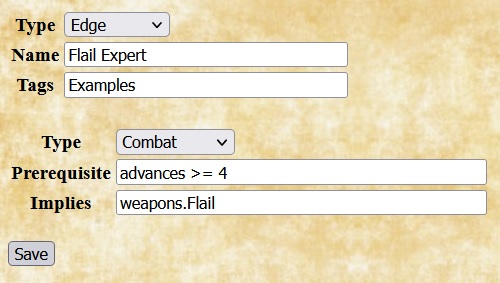 Type Edge
Name Flail Expert
Tags Examples
Type Combat
Prerequisite advances >= 4
Implies weapons.Flail
Save